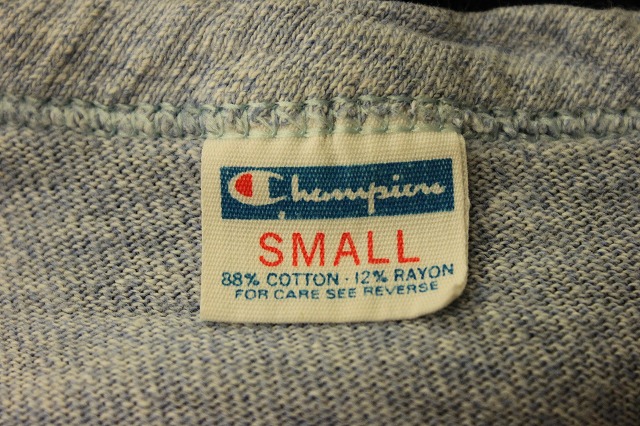 Champion
SMALL
88% COTTON - 12% RAYON
FOR CARE SEE REVERSE